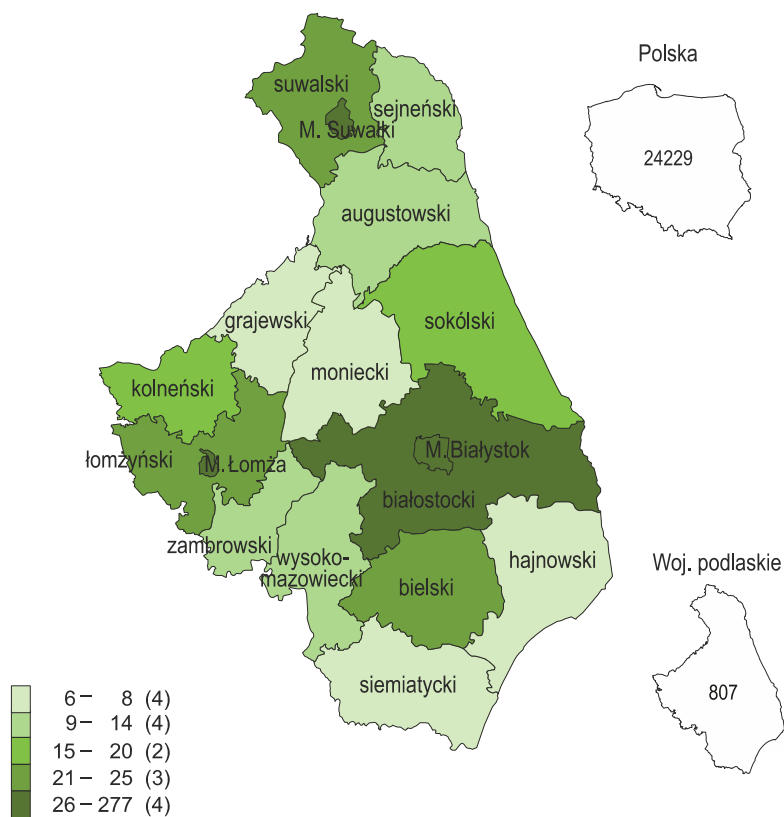 Polska
24229
suwalski
sejneński
M. Suwałki
augustowski
sokólski
grajewski
moniecki
kolneński
łomżyński
M. Łomża
M. Białystok
białostocki
zambrowski
wysoko-
mazowiecki
bielski
hajnowski
siemiatycki
Woj. podlaskie
807
6 – 8 (4)
9 – 14 (4)
15 – 20 (2)
21 – 25 (3)
26 – 277 (4)